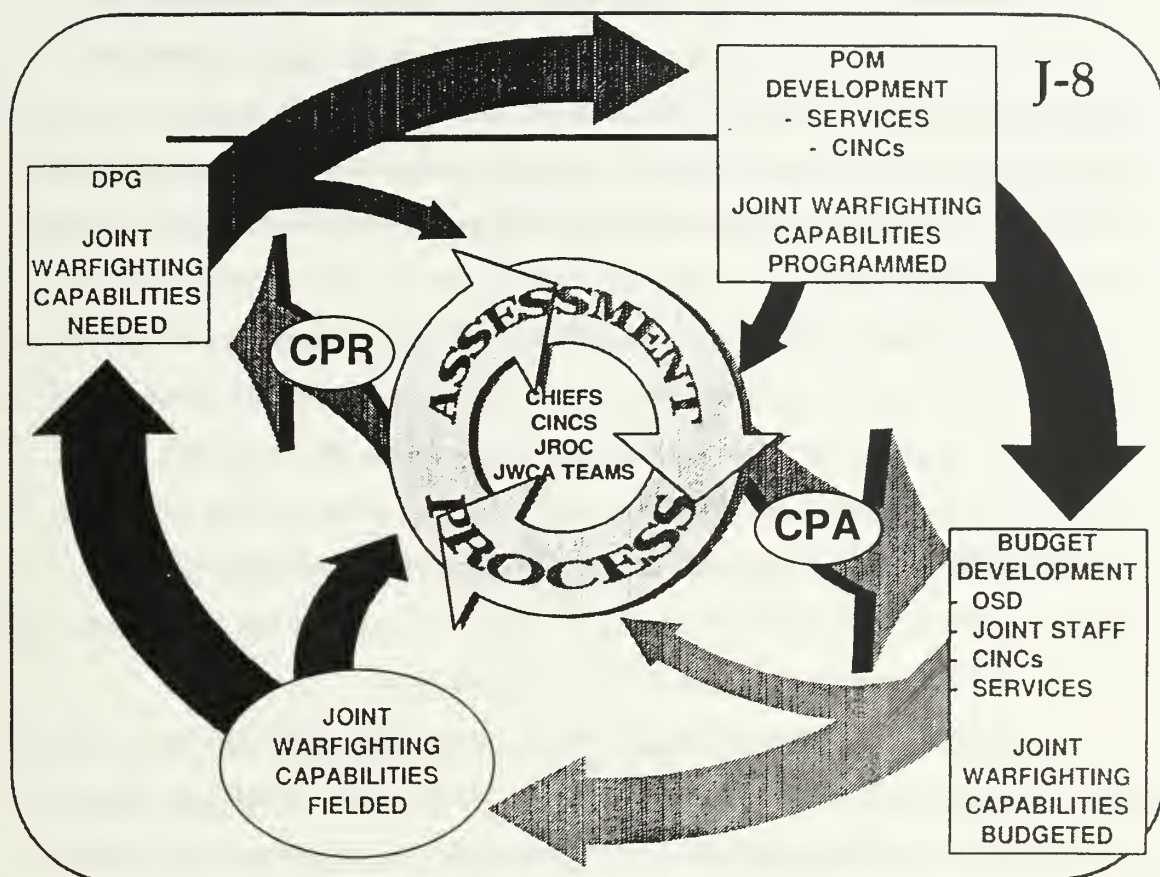 POM
DEVELOPMENT
- SERVICES
- CINCs
JOINT WARFIGHTING
CAPABILITIES
PROGRAMMED
J-8
DPG
JOINT
WARFIGHTING
CAPABILITIES
NEEDED
CPR
ASSESSMENT
PROCESS
CHIEFS
CINCS
JROC
JWCA TEAMS
CPA
BUDGET
DEVELOPMENT
- OSD
- JOINT STAFF
- CINCs
- SERVICES
JOINT
WARFIGHTING
CAPABILITIES
BUDGETED
JOINT
WARFIGHTING
CAPABILITIES
FIELDED